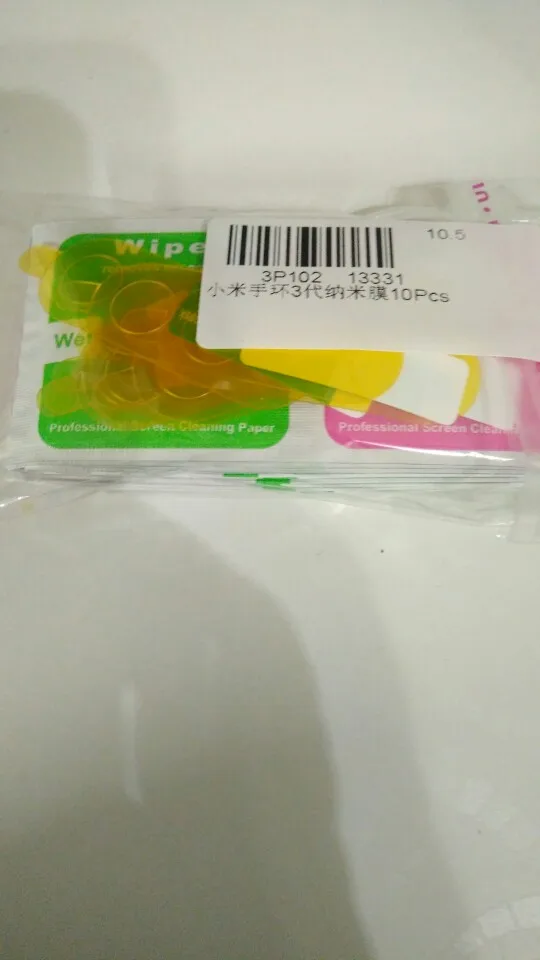 10.5
3P102 13331
小米手环3代纳米膜10Pcs
Wipe
We
Professional Screen Cleaning Paper
Professional Screen Clean